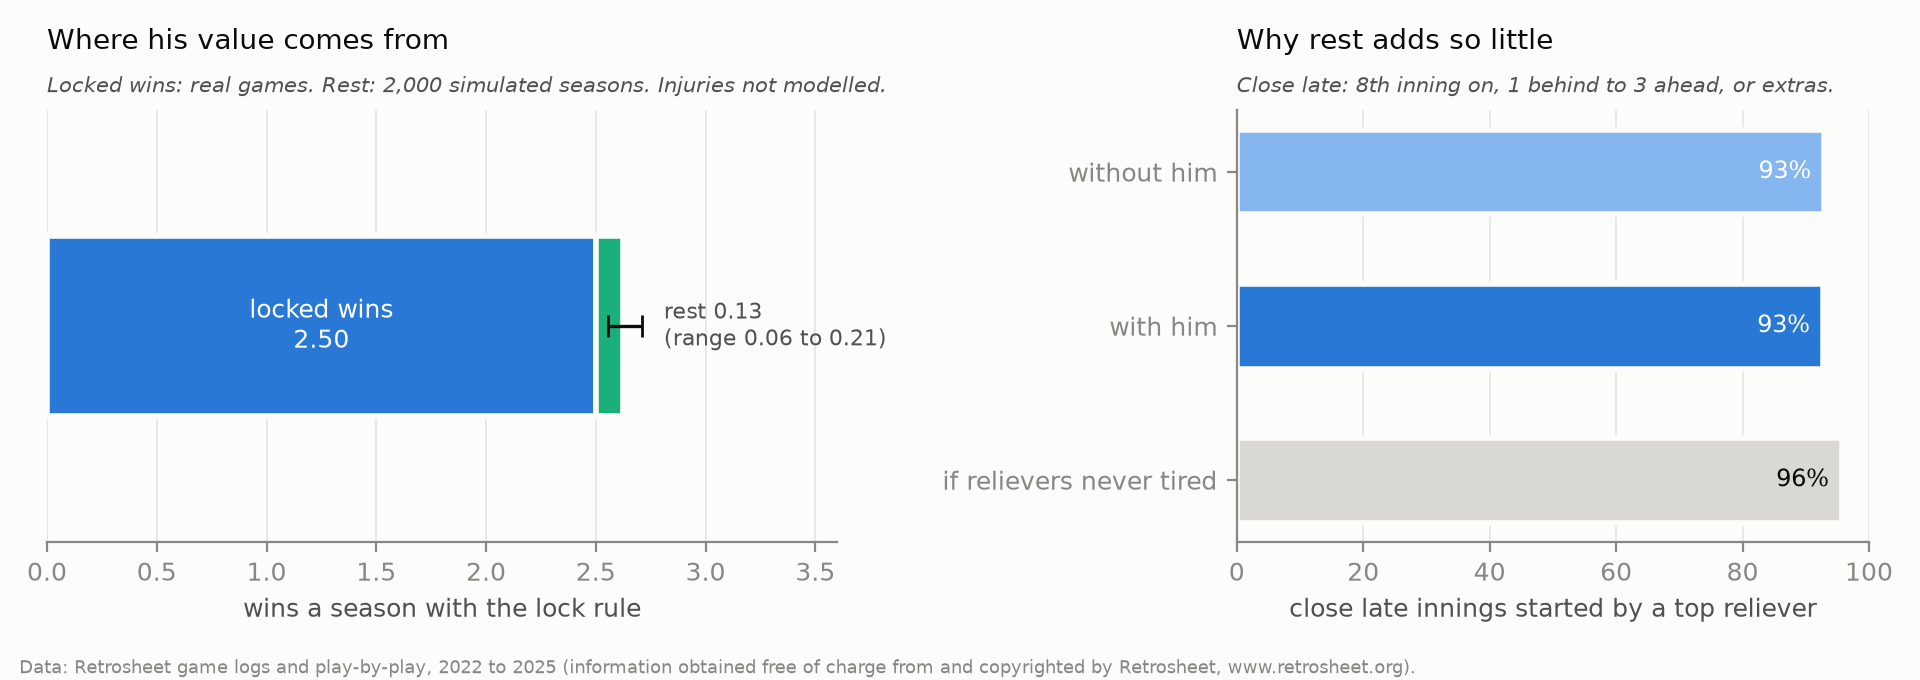 Where his value comes from
Locked wins: real games. Rest: 2,000 simulated seasons. Injuries not modelled.
locked wins
2.50
rest 0.13
(range 0.06 to 0.21)
0.0 0.5 1.0 1.5 2.0 2.5 3.0 3.5
wins a season with the lock rule
Why rest adds so little
Close late: 8th inning on, 1 behind to 3 ahead, or extras.
without him
93%
with him
93%
if relievers never tired
96%
0 20 40 60 80 100
close late innings started by a top reliever
Data: Retrosheet game logs and play-by-play, 2022 to 2025 (information obtained free of charge from and copyrighted by Retrosheet, www.retrosheet.org).